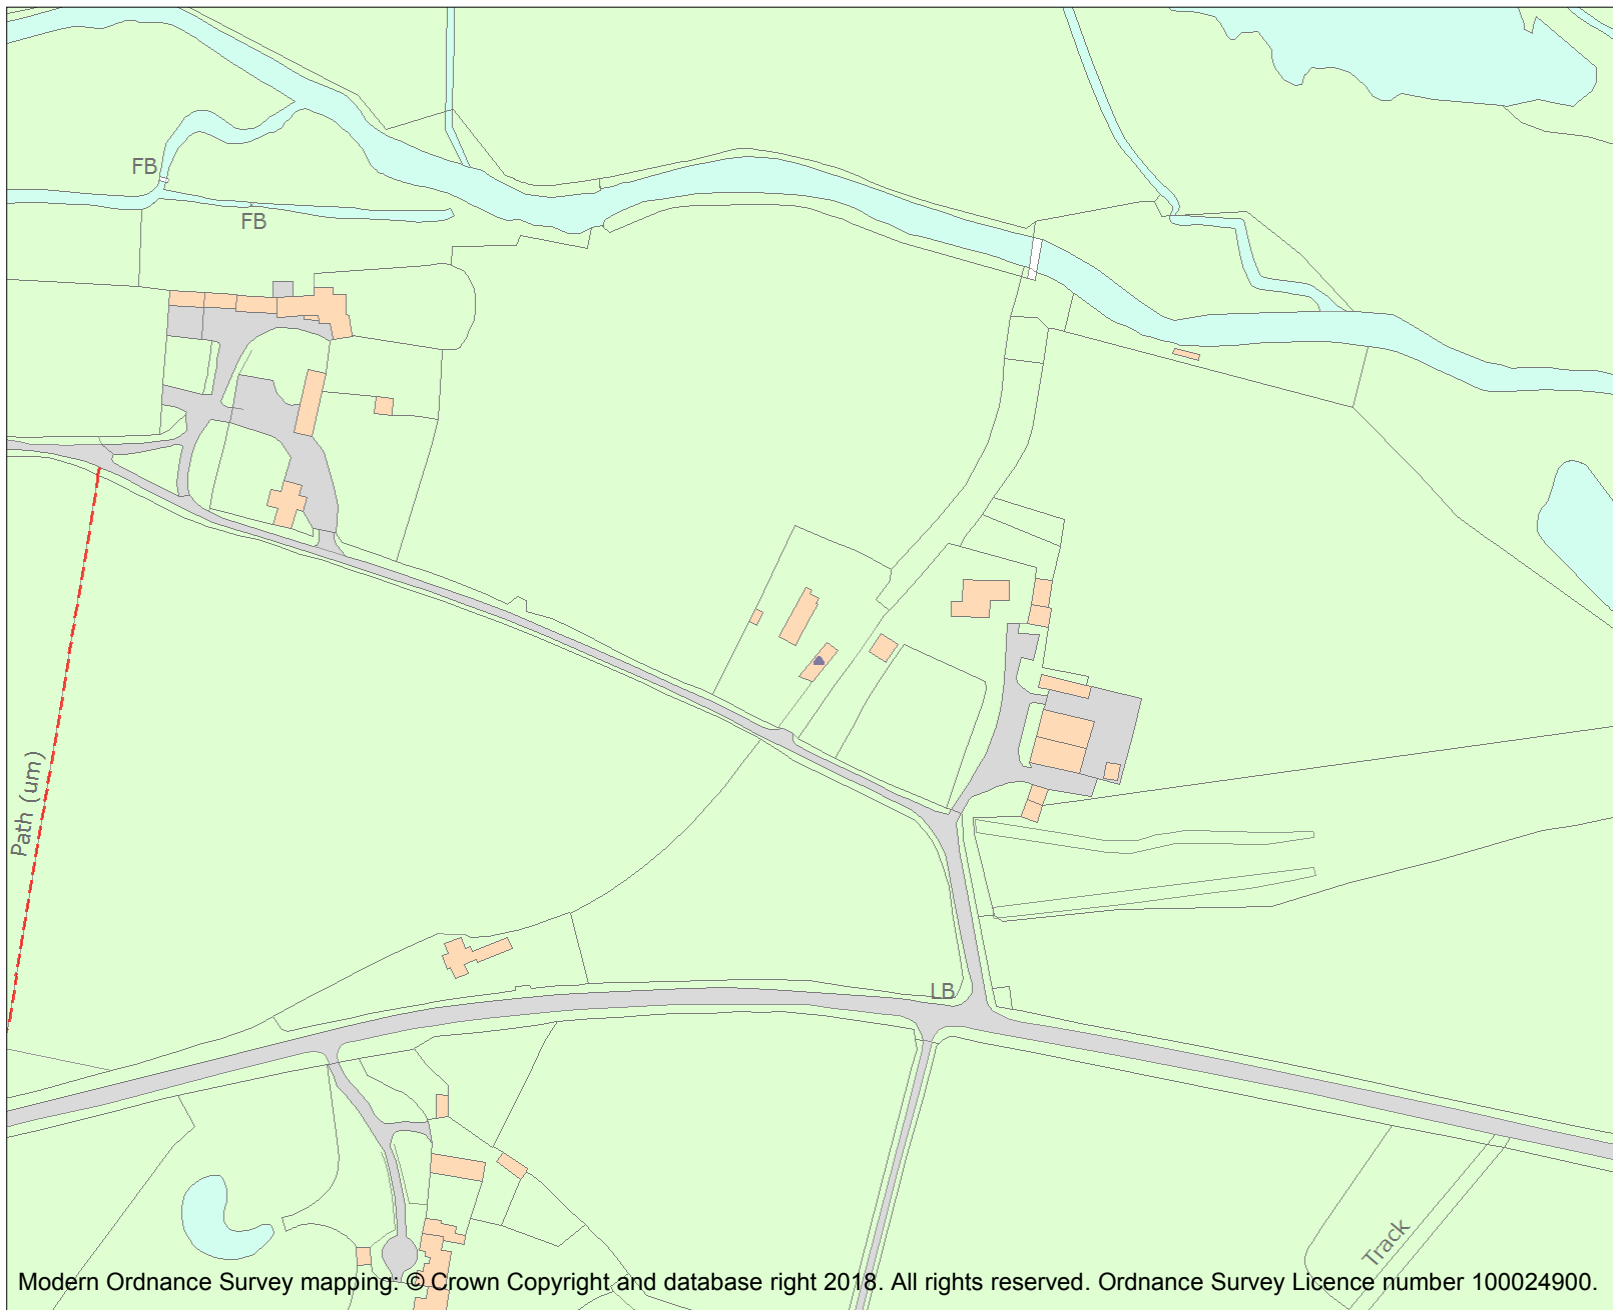 FB
FB
Path (um)
LB
Track
Modern Ordnance Survey mapping: © Crown Copyright and database right 2018. All rights reserved. Ordnance Survey Licence number 100024900.